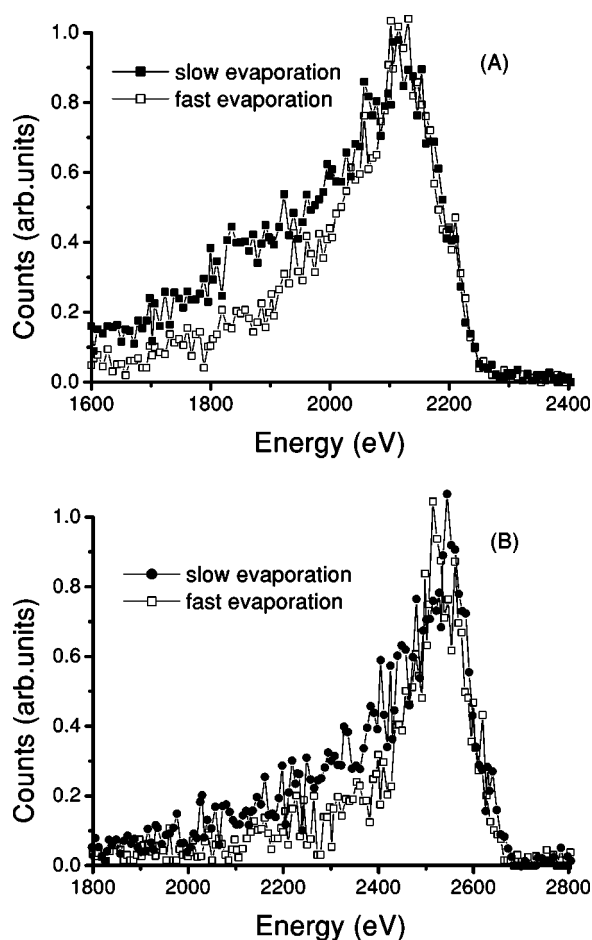 (A)
slow evaporation
fast evaporation
Counts (arb.units)
1.0
0.8
0.6
0.4
0.2
0.0
1600 1800 2000 2200 2400
Energy (eV)
(B)
slow evaporation
fast evaporation
Counts (arb.units)
1.0
0.8
0.6
0.4
0.2
0.0
1800 2000 2200 2400 2600 2800
Energy (eV)